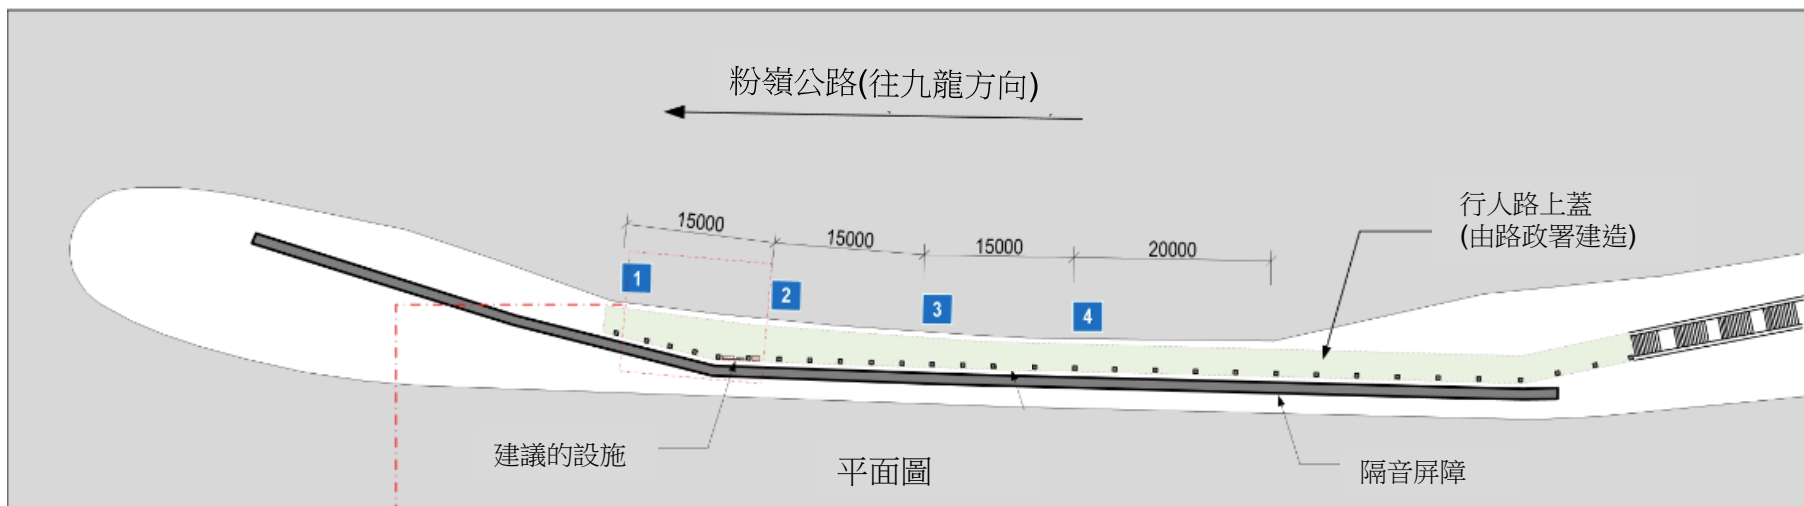 粉嶺公路(往九龍方向)
15000
15000
15000
20000
行人路上蓋
(由路政署建造)
1
2
3
4
建議的設施
平面圖
隔音屏障